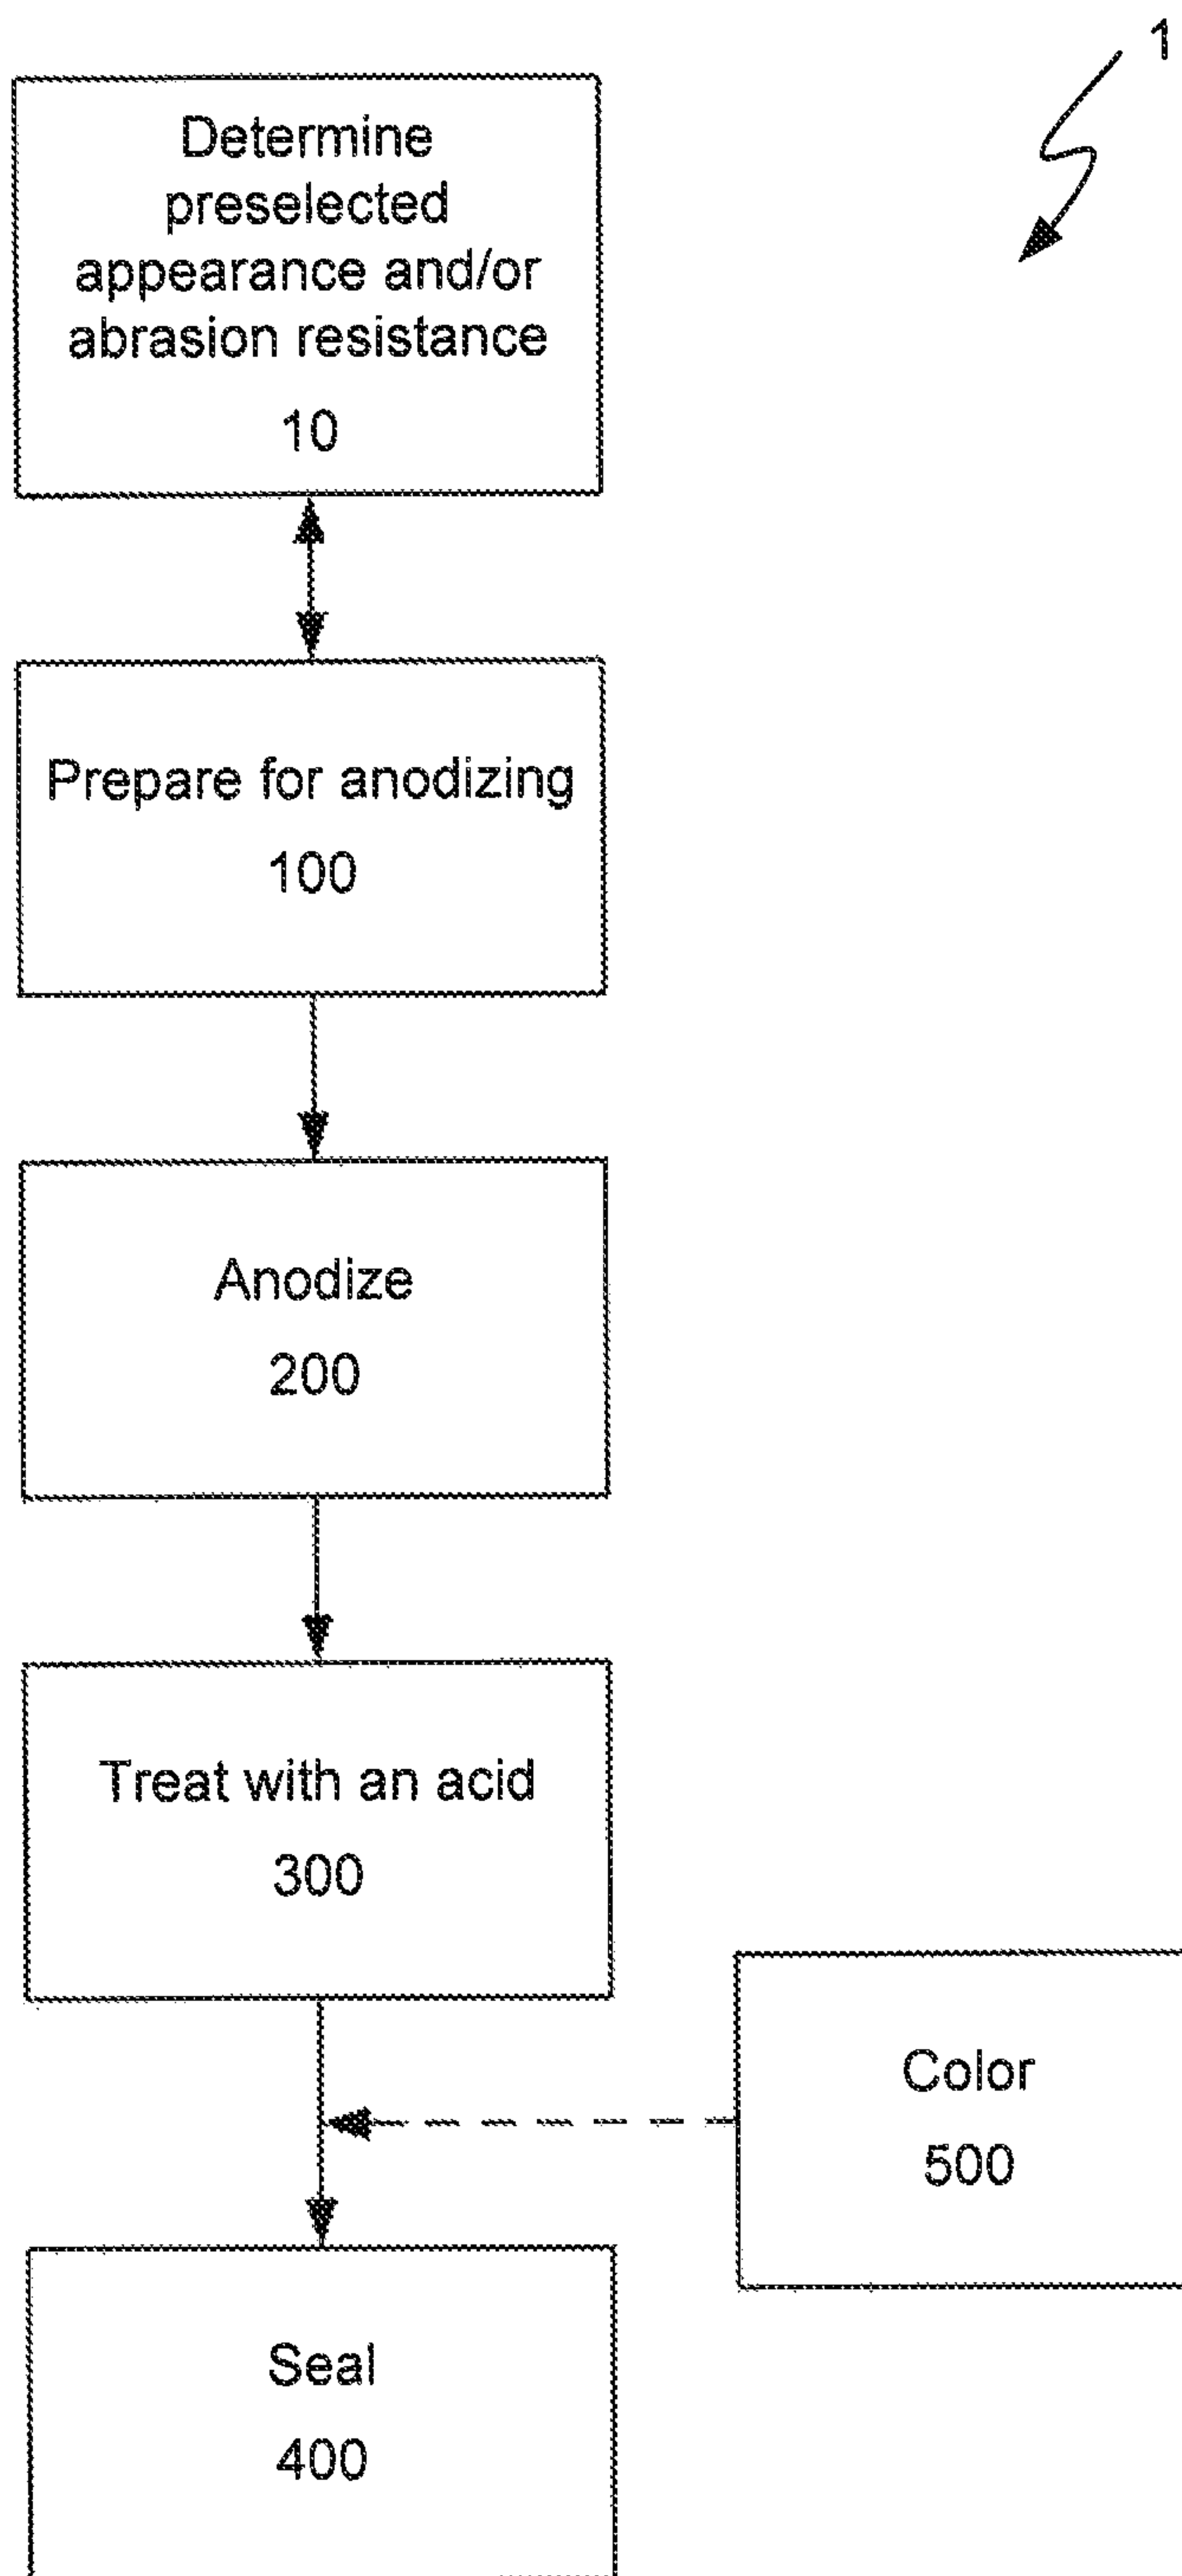 1
Determine
preselected
appearance and/or
abrasion resistance
10
Prepare for anodizing
100
Anodize
200
Treat with an acid
300
Color
500
Seal
400